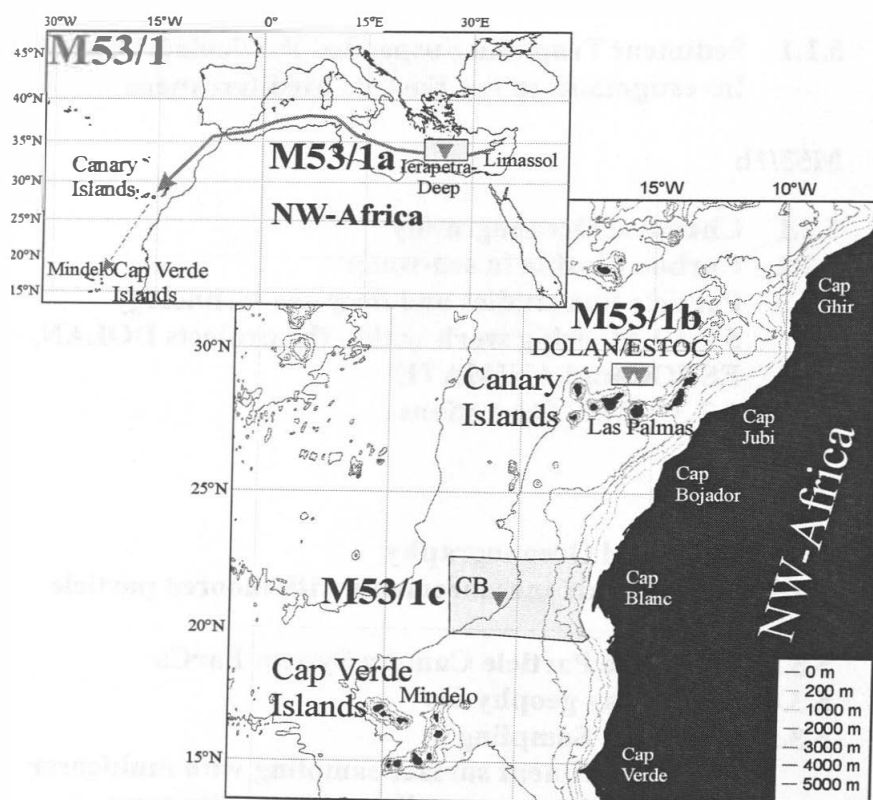 30°W
15°W
0°
15°E
30°E
M53/1
45°N
40°N
35°N
30°N
25°N
20°N
15°N
Canary
Islands
M53/1a
Ierapetra-
Deep
Limassol
NW-Africa
Mindelo
Cap Verde
Islands
15°W
10°W
M53/1b
DOLAN/ESTOC
Canary
Islands
Las Palmas
Cap
Ghir
Cap
Jubi
Cap
Bojador
30°N
25°N
20°N
15°N
M53/1c
CB
Cap
Blanc
NW-Africa
Cap Verde
Islands
Mindelo
Cap
Verde
0 m
200 m
1000 m
2000 m
3000 m
4000 m
5000 m